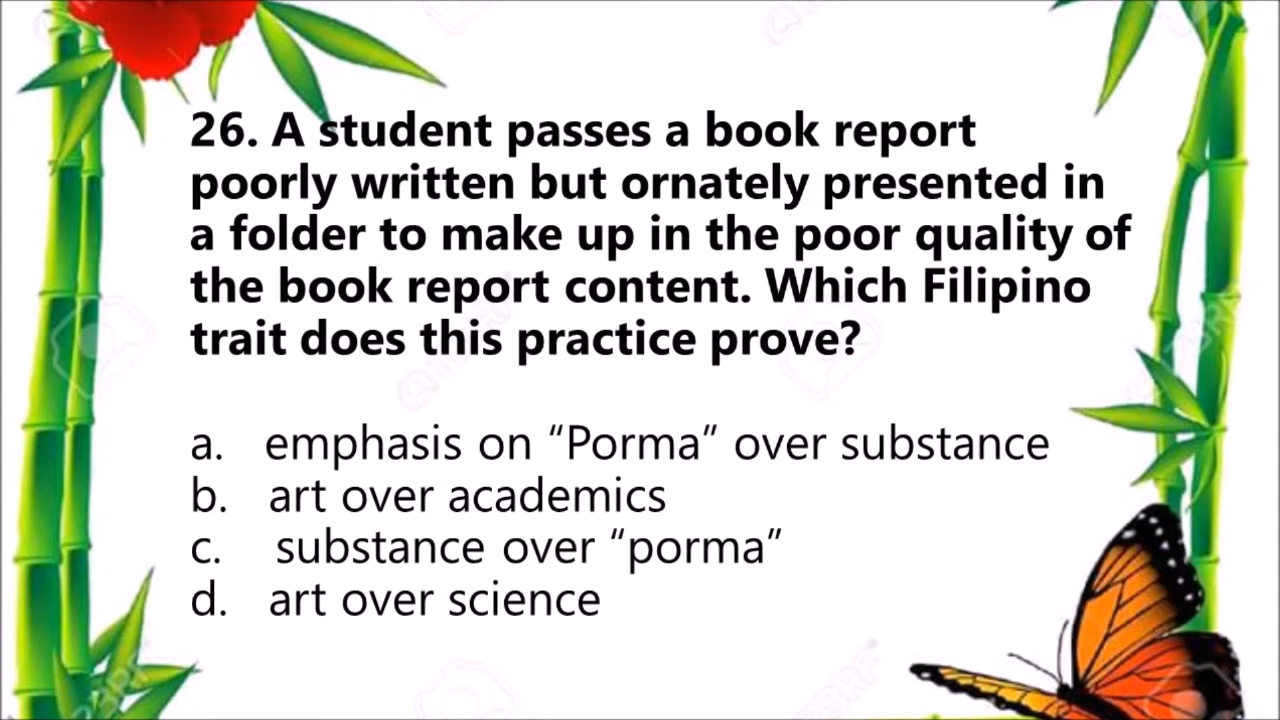 26. A student passes a book report
poorly written but ornately presented in
a folder to make up in the poor quality of
the book report content. Which Filipino
trait does this practice prove?
a. emphasis on “Porma” over substance
b. art over academics
c. substance over “porma”
d. art over science